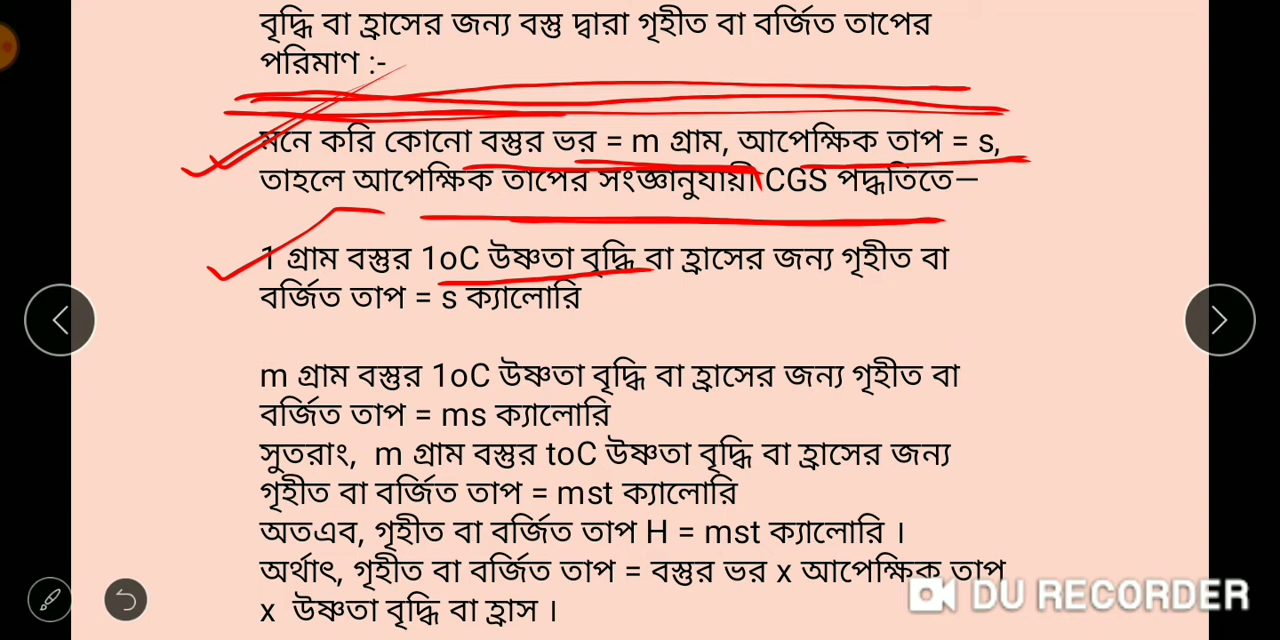 বৃদ্ধি বা হ্রাসের জন্য বস্তু দ্বারা গৃহীত বা বর্জিত তাপের
পরিমাণ :-
মনে করি কোনো বস্তুর ভর = m গ্রাম, আপেক্ষিক তাপ = s,
তাহলে আপেক্ষিক তাপের সংজ্ঞানুযায়ী CGS পদ্ধতিতে—
1 গ্রাম বস্তুর 1oC উষ্ণতা বৃদ্ধি বা হ্রাসের জন্য গৃহীত বা
বর্জিত তাপ = s ক্যালোরি
m গ্রাম বস্তুর 1oC উষ্ণতা বৃদ্ধি বা হ্রাসের জন্য গৃহীত বা
বর্জিত তাপ = ms ক্যালোরি
সুতরাং, m গ্রাম বস্তুর toC উষ্ণতা বৃদ্ধি বা হ্রাসের জন্য
গৃহীত বা বর্জিত তাপ = mst ক্যালোরি
অতএব, গৃহীত বা বর্জিত তাপ H = mst ক্যালোরি ।
অর্থাৎ, গৃহীত বা বর্জিত তাপ = বস্তুর ভর x আপেক্ষিক তাপ
x উষ্ণতা বৃদ্ধি বা হ্রাস ।
DU RECORDER